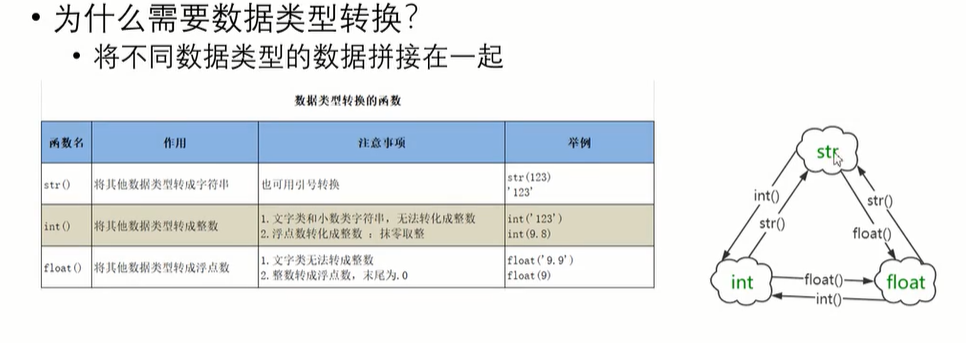 • 为什么需要数据类型转换？
• 将不同数据类型的数据拼接在一起
数据类型转换的函数
函数名 作用 注意事项 举例
str() 将其他数据类型转成字符串 也可用引号转换 str(123)
'123'
int() 将其他数据类型转成整数 1.文字类和小数类字符串，无法转化成整数 int('123')
2.浮点数转化成整数：抹零取整 int(9.8)
float() 将其他数据类型转成浮点数 1.文字类无法转成整数 float('9.9')
2.整数转成浮点数，末尾为.0 float(9)
str
int()
str()
str()
float()
int
float()
int()
float